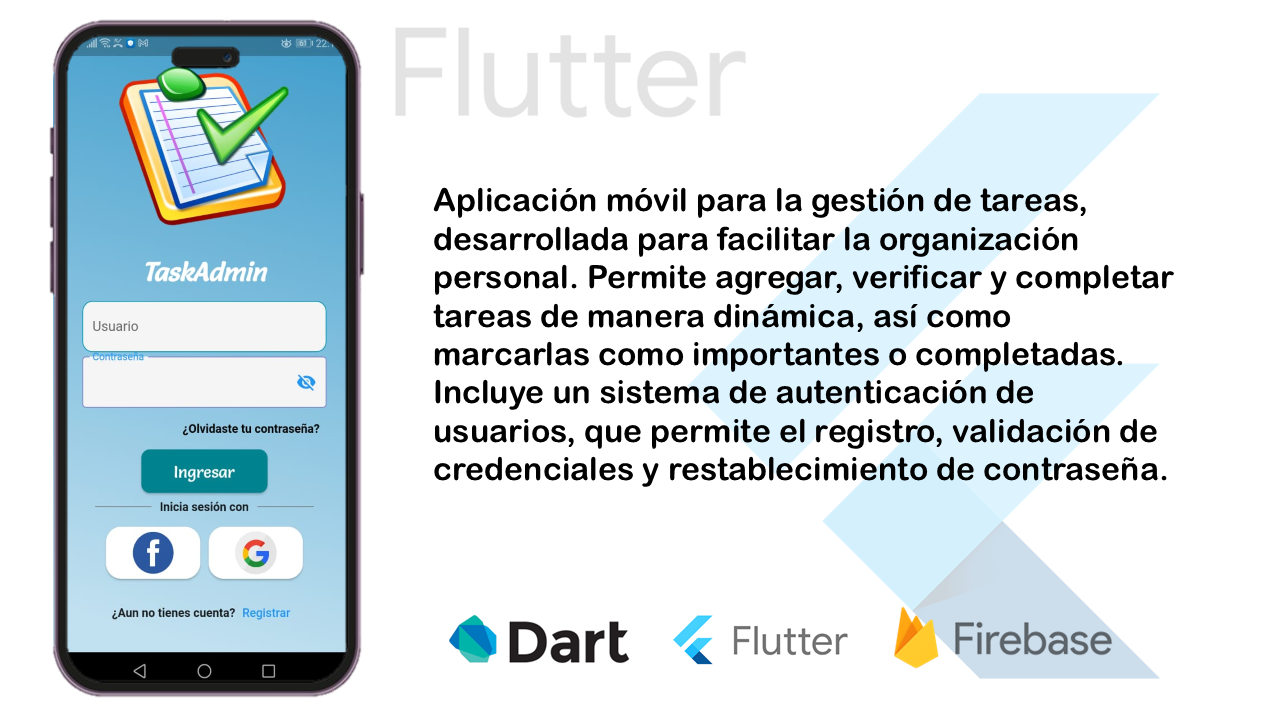 Flutter
61 22:
TaskAdmin
Usuario
Contraseña
¿Olvidaste tu contraseña?
Ingresar
Inicia sesión con
f G
¿Aun no tienes cuenta? Registrar
Aplicación móvil para la gestión de tareas,
desarrollada para facilitar la organización
personal. Permite agregar, verificar y completar
tareas de manera dinámica, así como
marcarlas como importantes o completadas.
Incluye un sistema de autenticación de
usuarios, que permite el registro, validación de
credenciales y restablecimiento de contraseña.
Dart Flutter Firebase